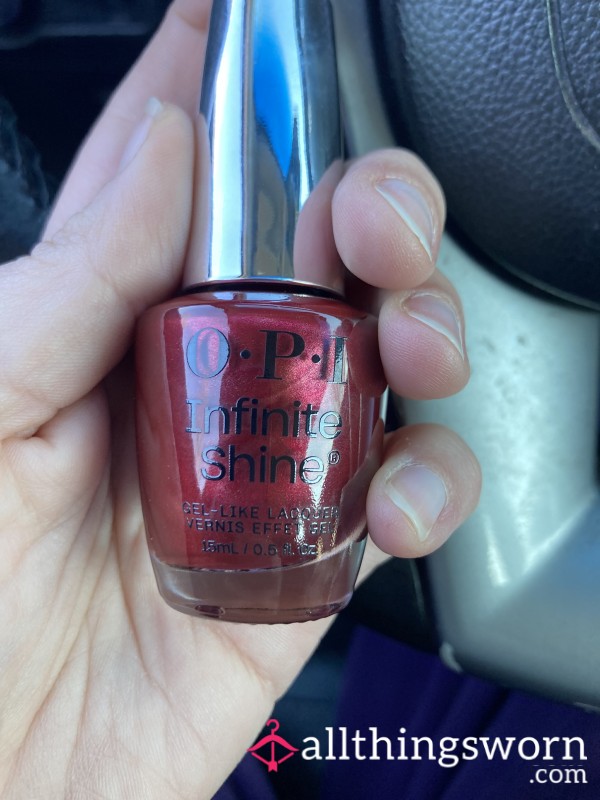 O·P·I
Infinite
Shine®
GEL-LIKE LACQUER
VERNIS EFFET GEL
15mL / 0.5 fl. Oz
allthingsworn
.com